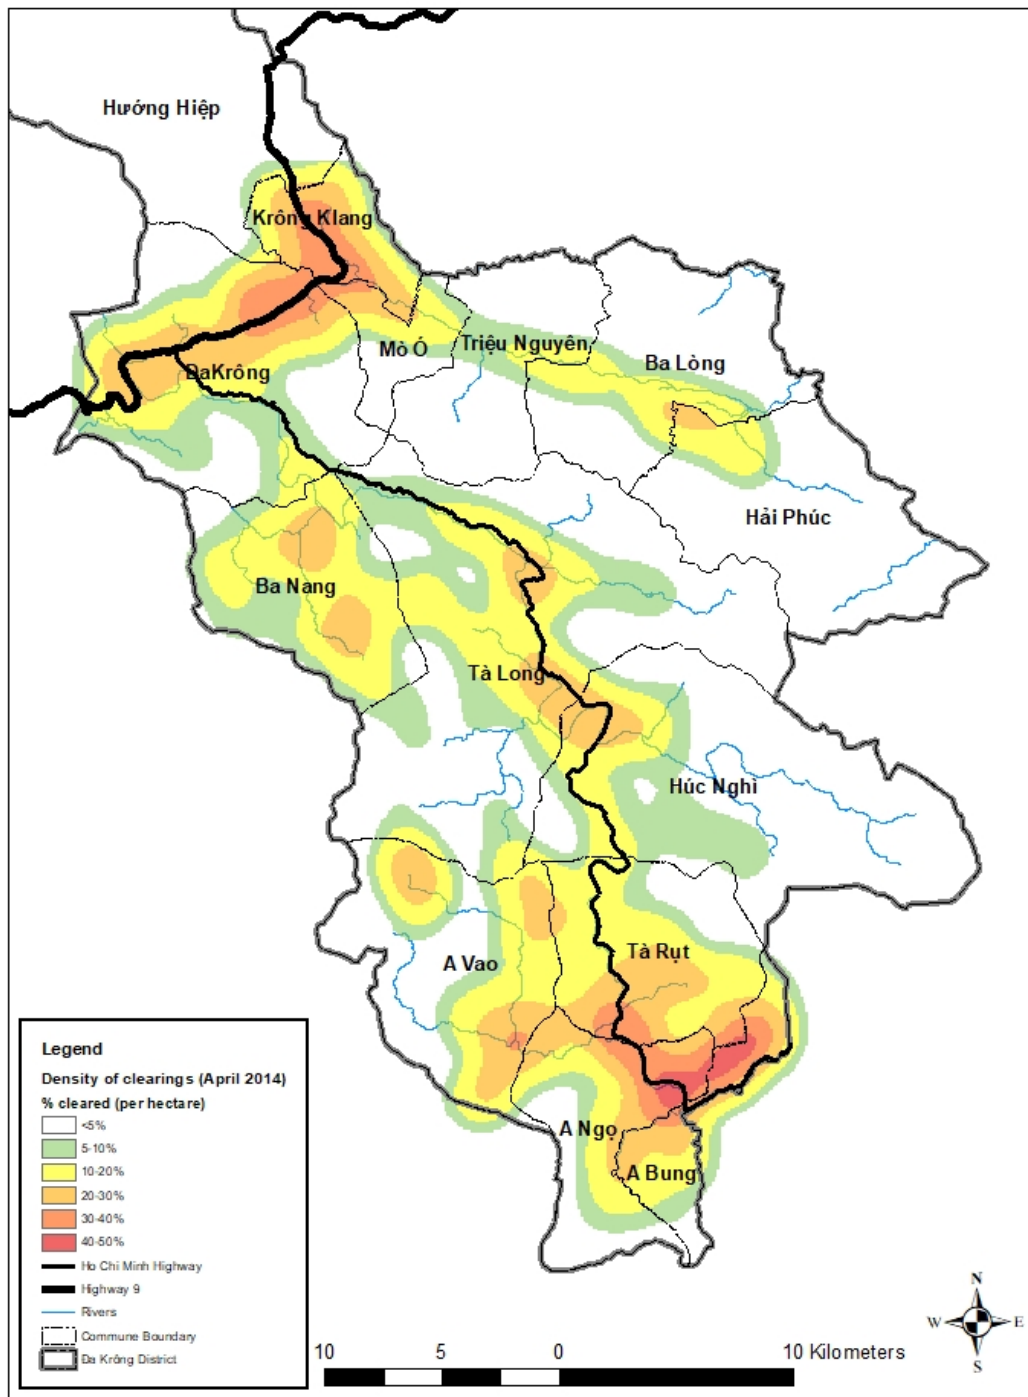 Hướng Hiệp
Krông Klang
Mò Ó
Triệu Nguyên
Ba Lòng
ĐaKrông
Hải Phúc
Ba Nang
Tà Long
Húc Nghì
A Vao
Tà Rụt
A Ngọ
A Bung
Legend
Density of clearings (April 2014)
% cleared (per hectare)
<5%
5-10%
10-20%
20-30%
30-40%
40-50%
Ho Chi Minh Highway
Highway 9
Rivers
Commune Boundary
Đa Krông District
N
W E
S
10 5 0 10 Kilometers